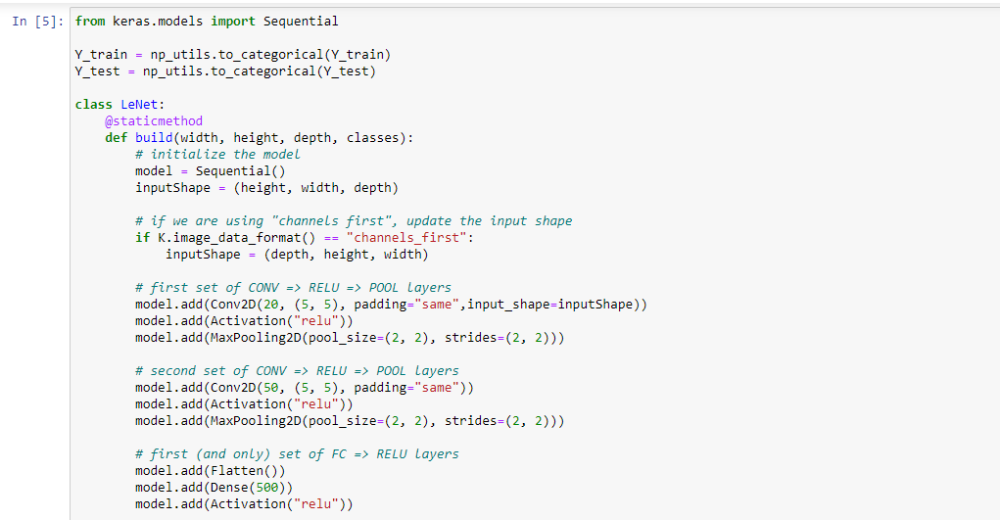 In [5]: from keras.models import Sequential
Y_train = np_utils.to_categorical(Y_train)
Y_test = np_utils.to_categorical(Y_test)
class LeNet:
    @staticmethod
    def build(width, height, depth, classes):
        # initialize the model
        model = Sequential()
        inputShape = (height, width, depth)
        # if we are using "channels first", update the input shape
        if K.image_data_format() == "channels_first":
            inputShape = (depth, height, width)
        # first set of CONV => RELU => POOL layers
        model.add(Conv2D(20, (5, 5), padding="same",input_shape=inputShape))
        model.add(Activation("relu"))
        model.add(MaxPooling2D(pool_size=(2, 2), strides=(2, 2)))
        # second set of CONV => RELU => POOL layers
        model.add(Conv2D(50, (5, 5), padding="same"))
        model.add(Activation("relu"))
        model.add(MaxPooling2D(pool_size=(2, 2), strides=(2, 2)))
        # first (and only) set of FC => RELU layers
        model.add(Flatten())
        model.add(Dense(500))
        model.add(Activation("relu"))